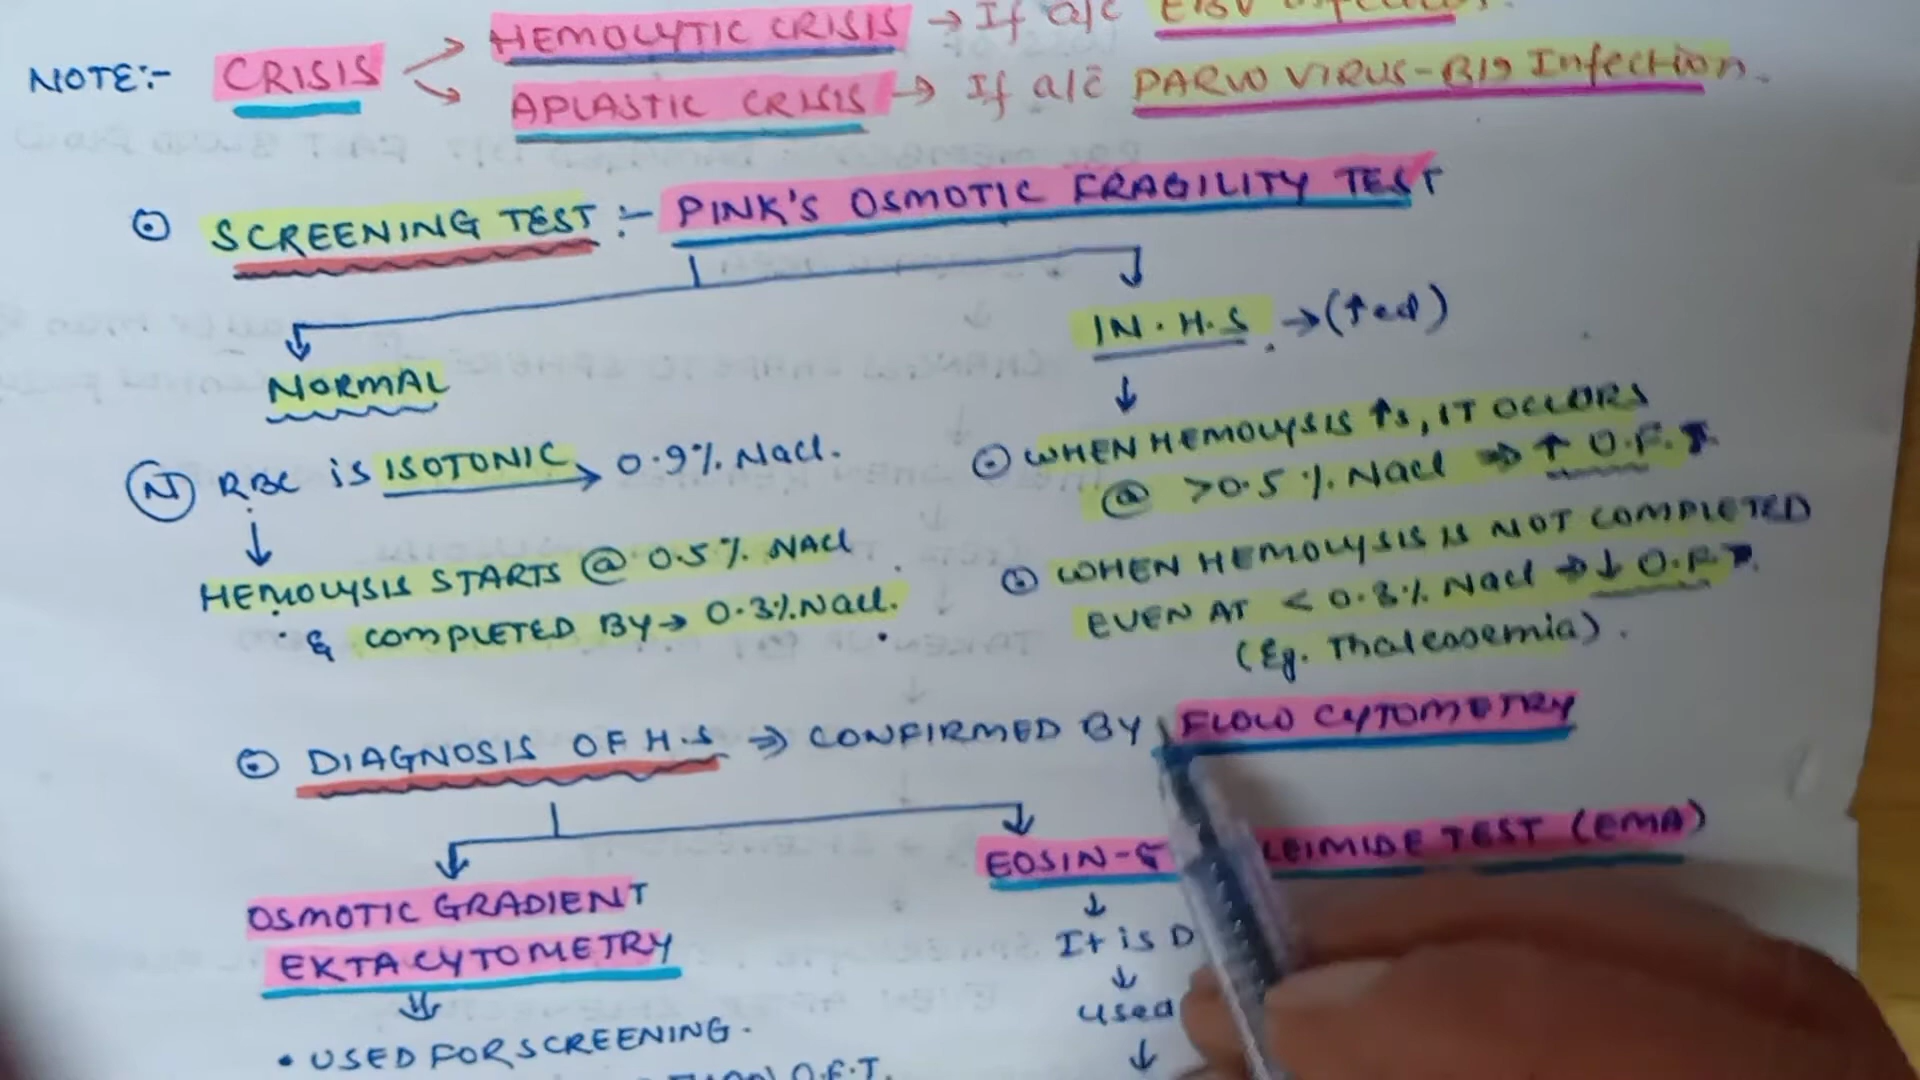 HEMOLYTIC CRISIS → If a/c EBV
NOTE:- CRISIS
APLASTIC CRISIS → If a/c̄ PARVO VIRUS-B19 Infection.
SCREENING TEST :- PINK'S OSMOTIC FRAGILITY TEST
IN. H.S → (↑ed)
NORMAL
(N) RBC is ISOTONIC → 0.9% Nacl.
↓
HEMOLYSIS STARTS @ 0.5% NACl
& COMPLETED BY → 0.3% Nacl.
WHEN HEMOLYSIS ↑s, IT OCCURS
@ >0.5 % Nacl ⇒ ↑ O.F.
WHEN HEMOLYSIS IS NOT COMPLETED
EVEN AT < 0.3% Nacl ⇒ ↓ O.F.
(Eg. Thalessemia).
DIAGNOSIS OF H.S ⇒ CONFIRMED BY FLOW CYTOMETRY
OSMOTIC GRADIENT
EKTACYTOMETRY
• USED FOR SCREENING.
O.F.T.
EOSIN-5 LEIMIDE TEST (EMA)
↓
It is D
↓
used
↓